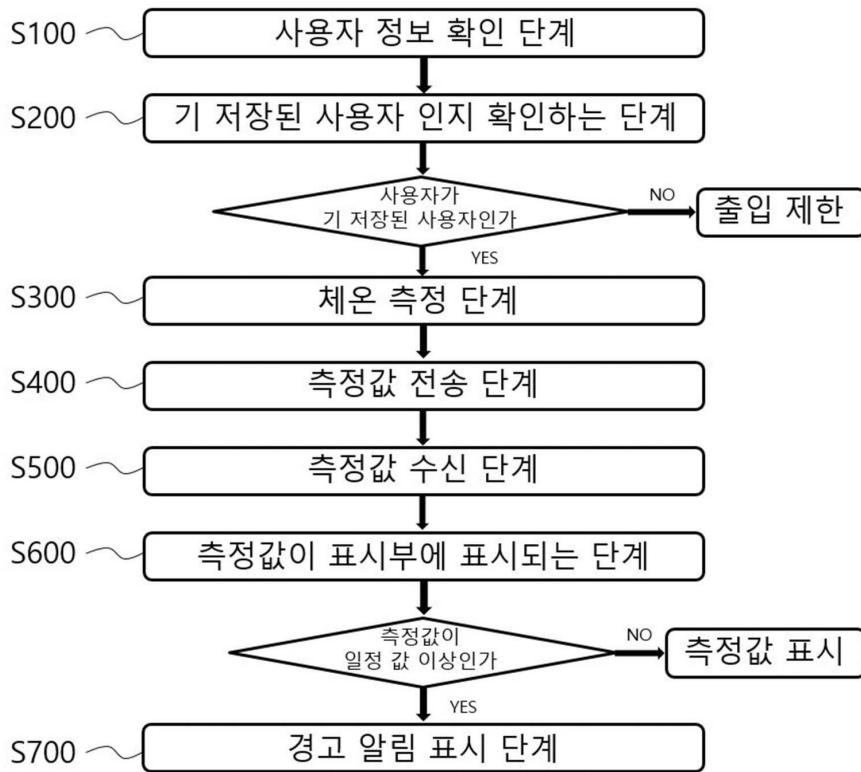 S100
사용자 정보 확인 단계
S200
기 저장된 사용자 인지 확인하는 단계
사용자가
기 저장된 사용자인가
NO
출입 제한
YES
S300
체온 측정 단계
S400
측정값 전송 단계
S500
측정값 수신 단계
S600
측정값이 표시부에 표시되는 단계
측정값이
일정 값 이상인가
NO
측정값 표시
YES
S700
경고 알림 표시 단계